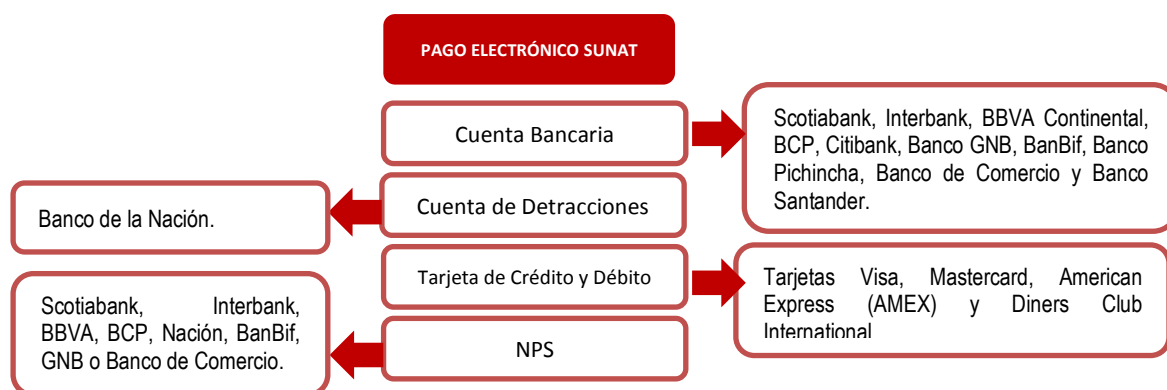 PAGO ELECTRÓNICO SUNAT
Cuenta Bancaria
Scotiabank, Interbank, BBVA Continental,
BCP, Citibank, Banco GNB, BanBif, Banco
Pichincha, Banco de Comercio y Banco
Santander.
Cuenta de Detracciones
Banco de la Nación.
Tarjeta de Crédito y Débito
Tarjetas Visa, Mastercard, American
Express (AMEX) y Diners Club
International
NPS
Scotiabank, Interbank,
BBVA, BCP, Nación, BanBif,
GNB o Banco de Comercio.